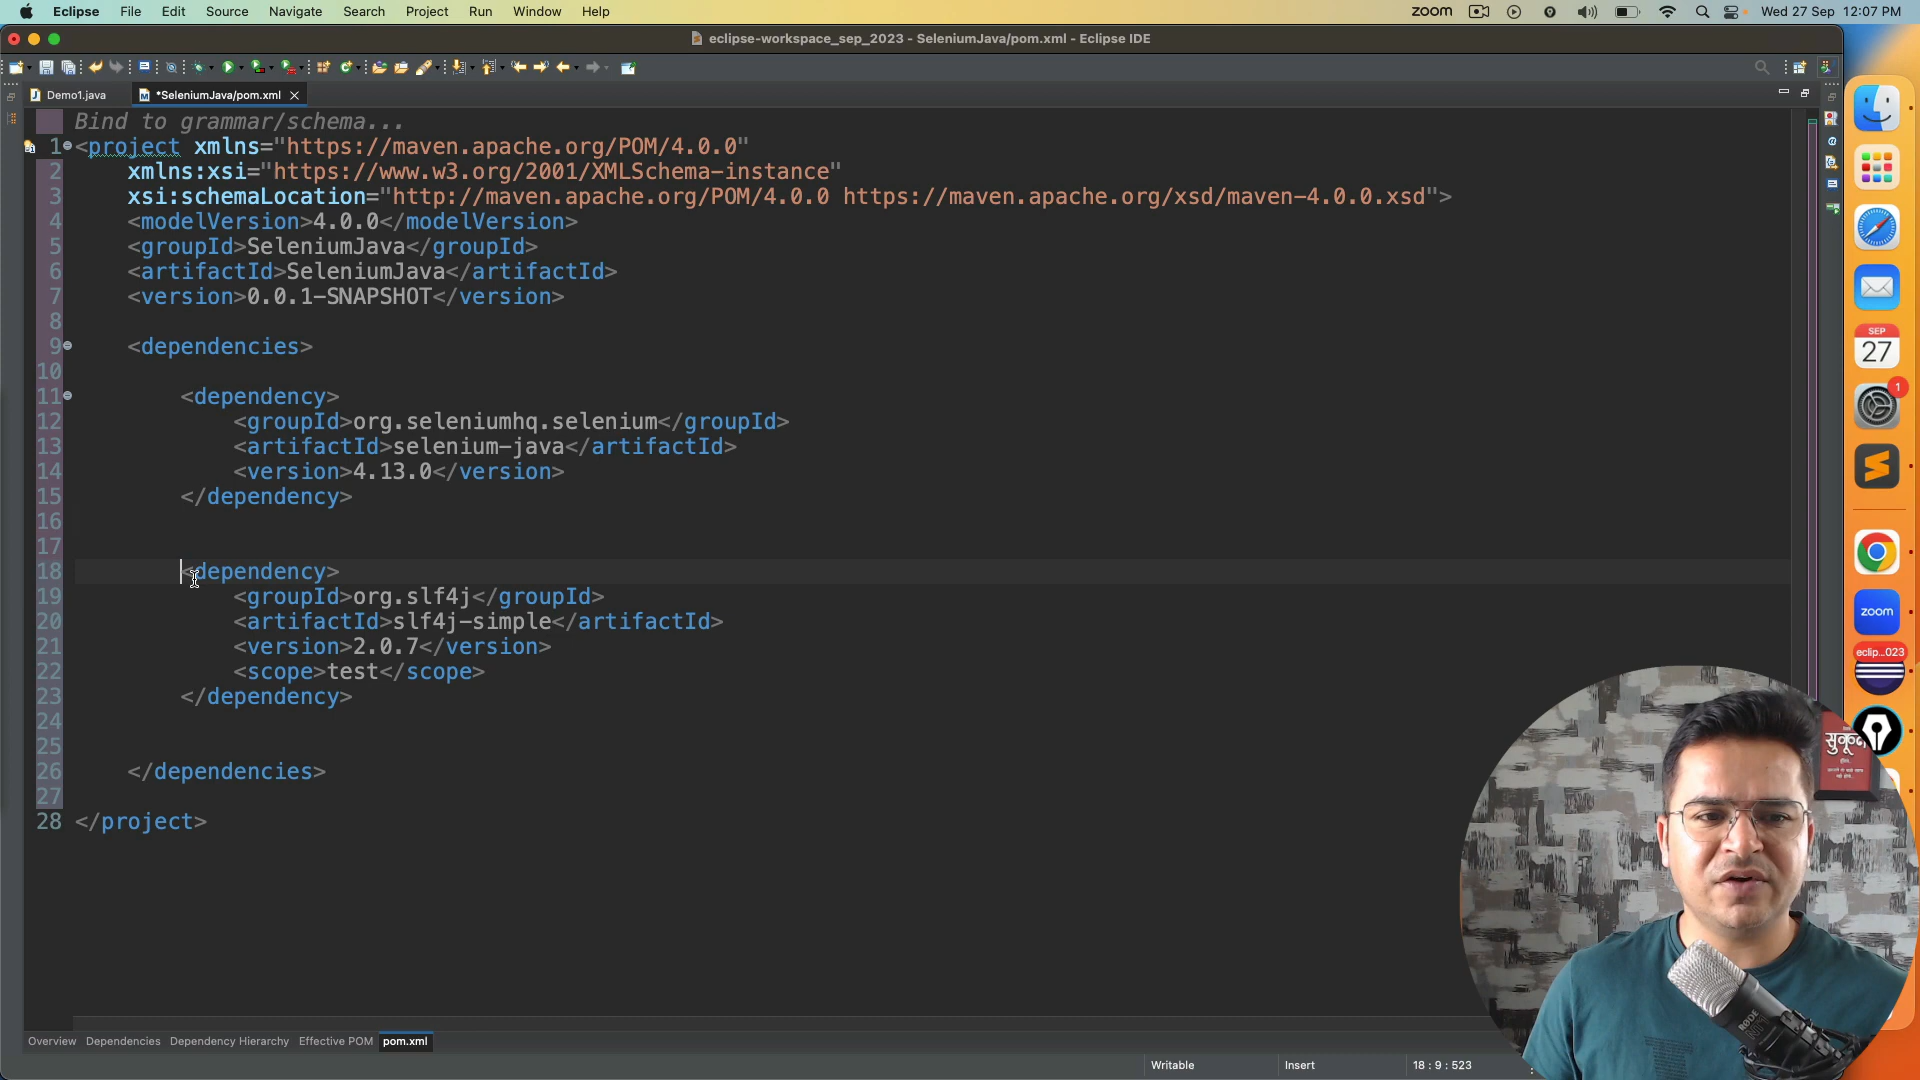 Eclipse File Edit Source Navigate Search Project Run Window Help
zoom Wed 27 Sep 12:07 PM
eclipse-workspace_sep_2023 - SeleniumJava/pom.xml - Eclipse IDE
Demo1.java *SeleniumJava/pom.xml
Bind to grammar/schema...
1 <project xmlns="https://maven.apache.org/POM/4.0.0"
2 xmlns:xsi="https://www.w3.org/2001/XMLSchema-instance"
3 xsi:schemaLocation="http://maven.apache.org/POM/4.0.0 https://maven.apache.org/xsd/maven-4.0.0.xsd">
4 <modelVersion>4.0.0</modelVersion>
5 <groupId>SeleniumJava</groupId>
6 <artifactId>SeleniumJava</artifactId>
7 <version>0.0.1-SNAPSHOT</version>
8
9 <dependencies>
10
11 <dependency>
12 <groupId>org.seleniumhq.selenium</groupId>
13 <artifactId>selenium-java</artifactId>
14 <version>4.13.0</version>
15 </dependency>
16
17
18 <dependency>
19 <groupId>org.slf4j</groupId>
20 <artifactId>slf4j-simple</artifactId>
21 <version>2.0.7</version>
22 <scope>test</scope>
23 </dependency>
24
25
26 </dependencies>
27
28 </project>
SEP
27
1
zoom
eclip...023
सुकून
Overview Dependencies Dependency Hierarchy Effective POM pom.xml
Writable Insert 18 : 9 : 523
RØDE